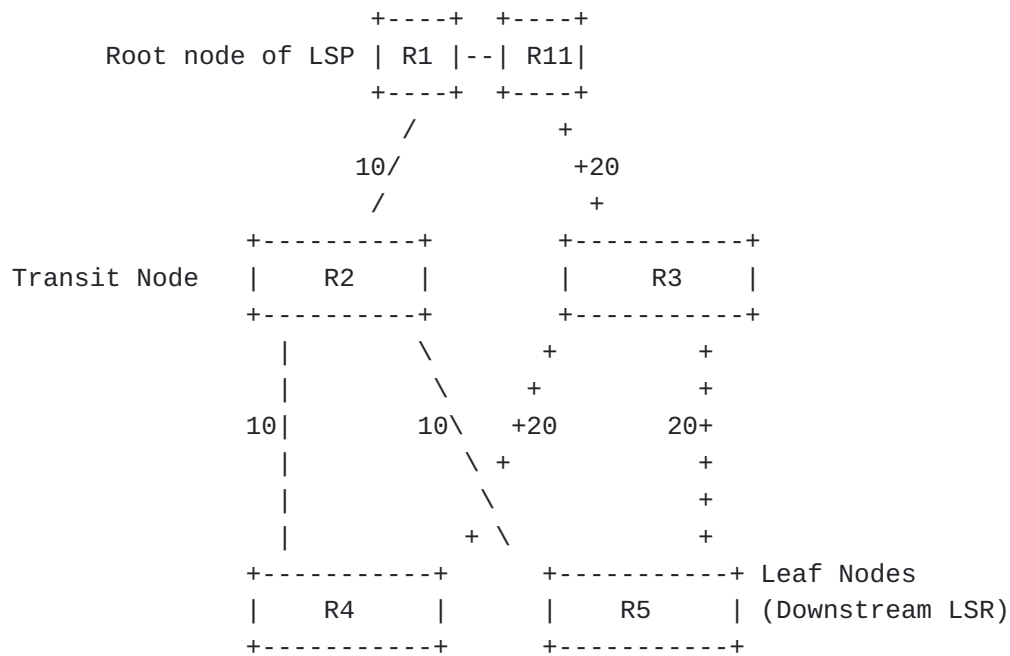 +----+  +----+
Root node of LSP | R1 |--| R11|
+----+  +----+
/         +
10/           +20
/             +
+----------+        +-----------+
Transit Node   |    R2    |        |     R3    |
+----------+        +-----------+
|        \       +         +
|         \     +          +
10|        10\   +20       20+
|           \ +            +
|            \             +
|           + \            +
+-----------+      +-----------+ Leaf Nodes
|     R4    |      |    R5     | (Downstream LSR)
+-----------+      +-----------+